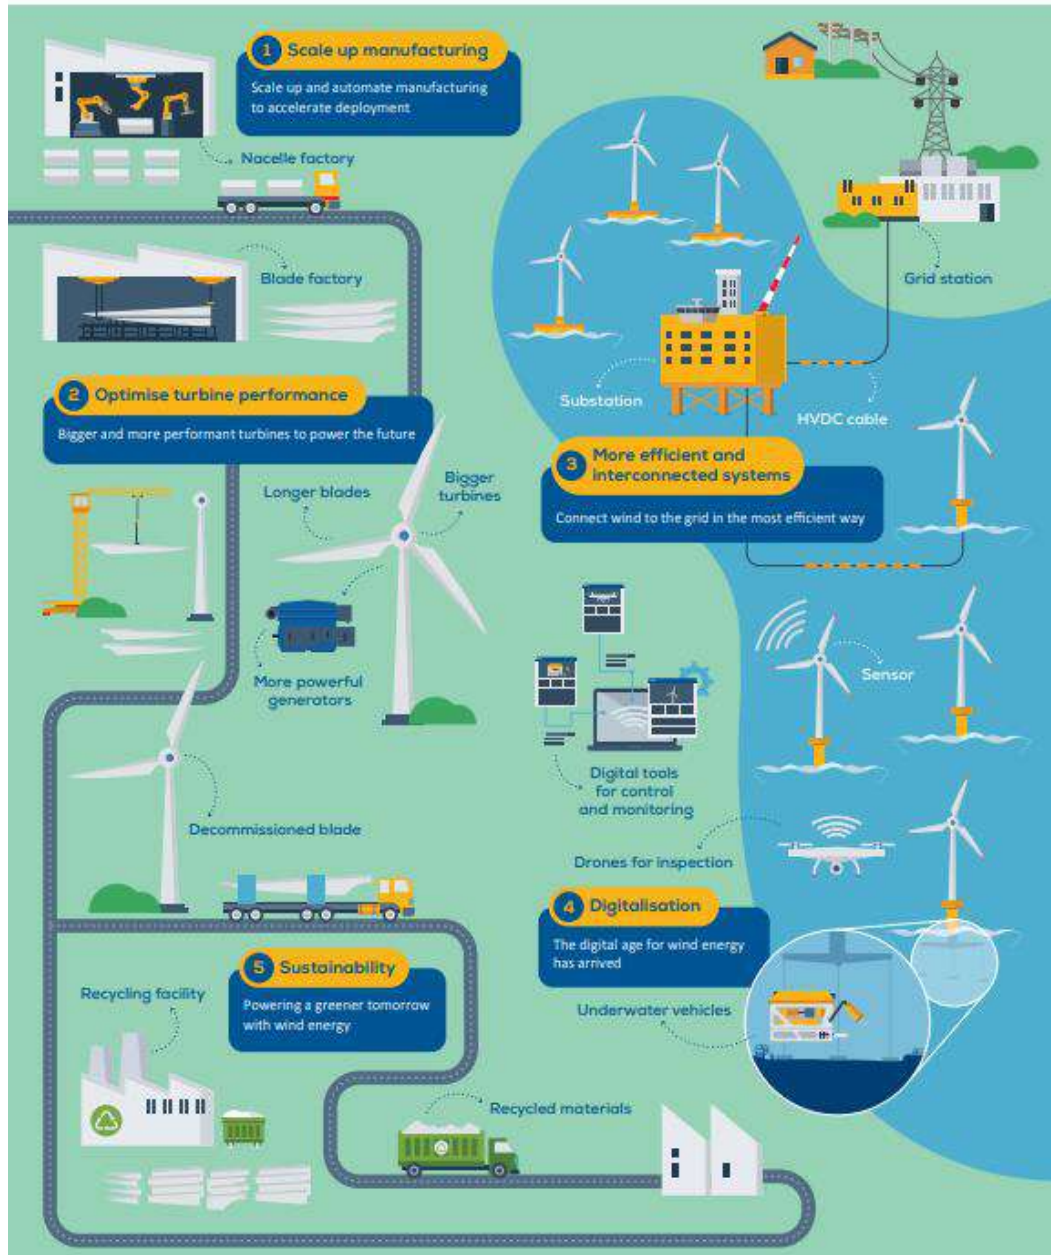 1 Scale up manufacturing
Scale up and automate manufacturing
to accelerate deployment
Nacelle factory
Blade factory
Grid station
Substation
HVDC cable
2 Optimise turbine performance
Bigger and more performant turbines to power the future
Longer blades
Bigger
turbines
More powerful
generators
3 More efficient and
interconnected systems
Connect wind to the grid in the most efficient way
Sensor
Digital tools
for control
and monitoring
Decommissioned blade
Drones for inspection
4 Digitalisation
The digital age for wind energy
has arrived
Underwater vehicles
5 Sustainability
Powering a greener tomorrow
with wind energy
Recycling facility
Recycled materials